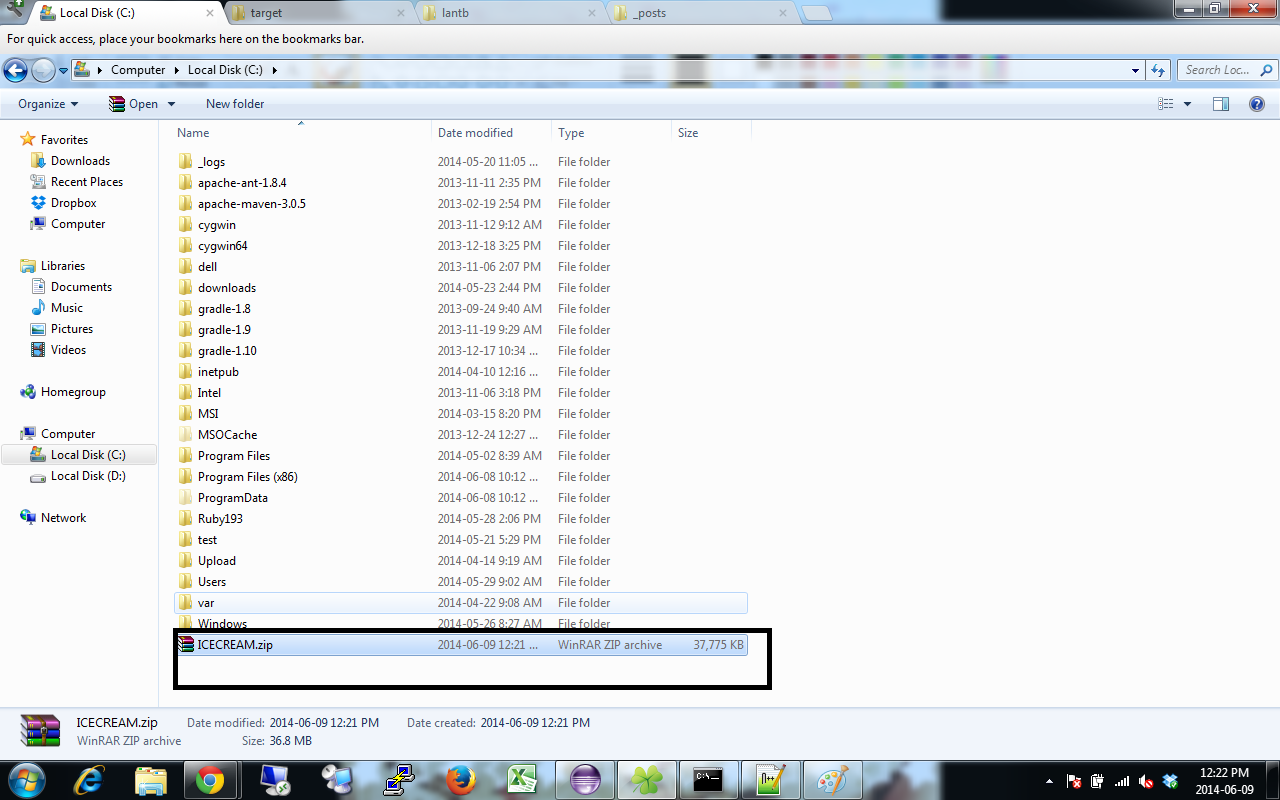 Local Disk (C:) target lantb _posts
For quick access, place your bookmarks here on the bookmarks bar.
Computer Local Disk (C:) Search Loc...
Organize Open New folder
Favorites
Downloads
Recent Places
Dropbox
Computer
Libraries
Documents
Music
Pictures
Videos
Homegroup
Computer
Local Disk (C:)
Local Disk (D:)
Network
Name Date modified Type Size
_logs 2014-05-20 11:05 ... File folder
apache-ant-1.8.4 2013-11-11 2:35 PM File folder
apache-maven-3.0.5 2013-02-19 2:54 PM File folder
cygwin 2013-11-12 9:12 AM File folder
cygwin64 2013-12-18 3:25 PM File folder
dell 2013-11-06 2:07 PM File folder
downloads 2014-05-23 2:44 PM File folder
gradle-1.8 2013-09-24 9:40 AM File folder
gradle-1.9 2013-11-19 9:29 AM File folder
gradle-1.10 2013-12-17 10:34 ... File folder
inetpub 2014-04-10 12:16 ... File folder
Intel 2013-11-06 3:18 PM File folder
MSI 2014-03-15 8:20 PM File folder
MSOCache 2013-12-24 12:27 ... File folder
Program Files 2014-05-02 8:39 AM File folder
Program Files (x86) 2014-06-08 10:12 ... File folder
ProgramData 2014-06-08 10:12 ... File folder
Ruby193 2014-05-28 2:06 PM File folder
test 2014-05-21 5:29 PM File folder
Upload 2014-04-14 9:19 AM File folder
Users 2014-05-29 9:02 AM File folder
var 2014-04-22 9:08 AM File folder
Windows 2014-05-26 8:27 AM File folder
ICECREAM.zip 2014-06-09 12:21 ... WinRAR ZIP archive 37,775 KB
ICECREAM.zip Date modified: 2014-06-09 12:21 PM Date created: 2014-06-09 12:21 PM
WinRAR ZIP archive Size: 36.8 MB
12:22 PM
2014-06-09